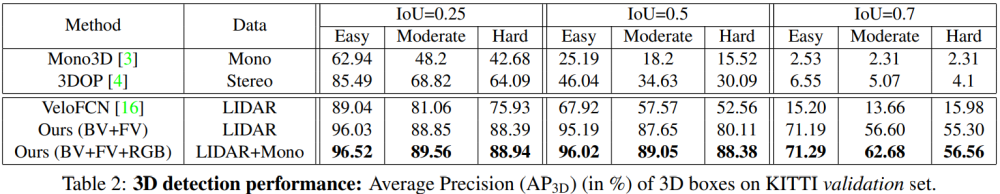 Method Data IoU=0.25 IoU=0.5 IoU=0.7
Easy Moderate Hard Easy Moderate Hard Easy Moderate Hard
Mono3D [3] Mono 62.94 48.2 42.68 25.19 18.2 15.52 2.53 2.31 2.31
3DOP [4] Stereo 85.49 68.82 64.09 46.04 34.63 30.09 6.55 5.07 4.1
VeloFCN [16] LIDAR 89.04 81.06 75.93 67.92 57.57 52.56 15.20 13.66 15.98
Ours (BV+FV) LIDAR 96.03 88.85 88.39 95.19 87.65 80.11 71.19 56.60 55.30
Ours (BV+FV+RGB) LIDAR+Mono 96.52 89.56 88.94 96.02 89.05 88.38 71.29 62.68 56.56
Table 2: 3D detection performance: Average Precision (AP3D) (in %) of 3D boxes on KITTI validation set.